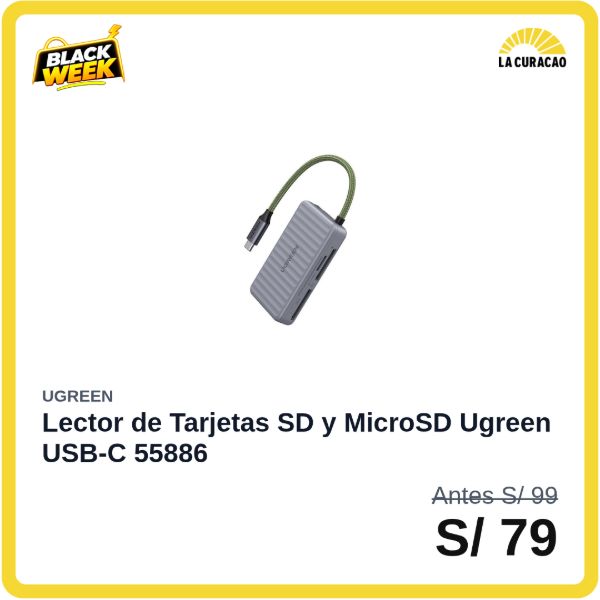 BLACK
WEEK
LA CURACAO
UGREEN
Lector de Tarjetas SD y MicroSD Ugreen
USB-C 55886
Antes S/ 99
S/ 79